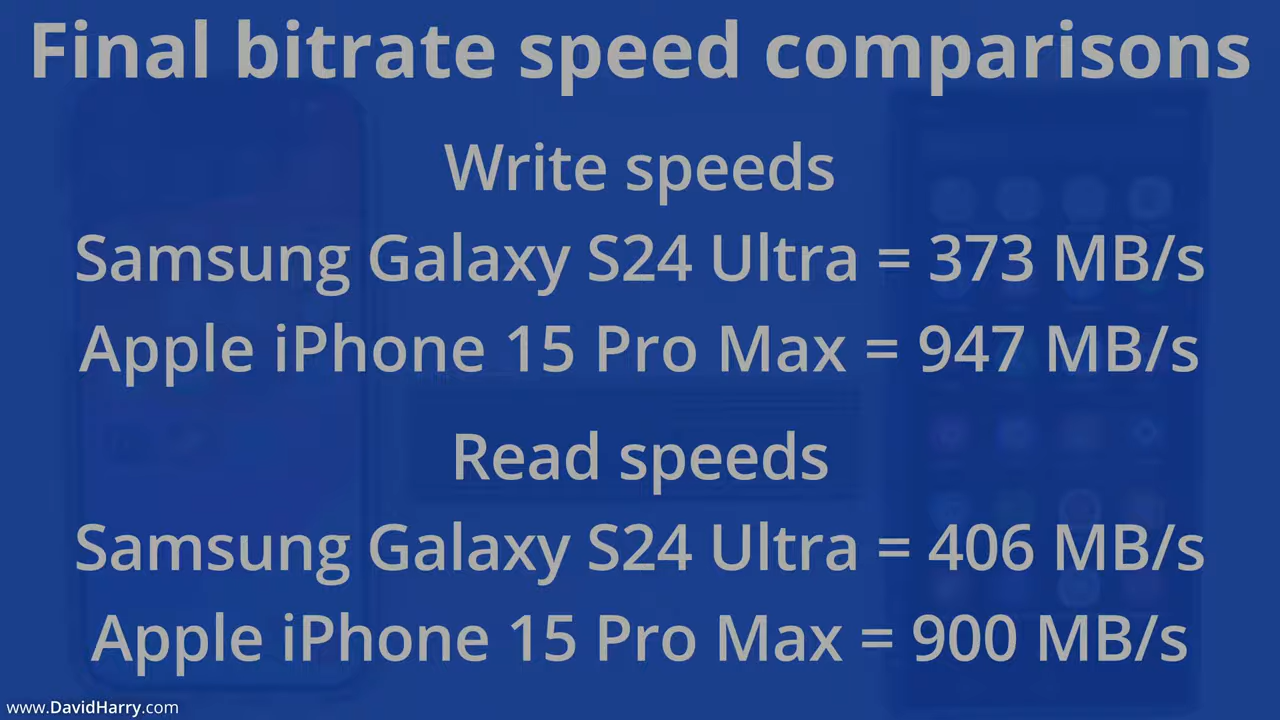 Final bitrate speed comparisons
Write speeds
Samsung Galaxy S24 Ultra = 373 MB/s
Apple iPhone 15 Pro Max = 947 MB/s
Read speeds
Samsung Galaxy S24 Ultra = 406 MB/s
Apple iPhone 15 Pro Max = 900 MB/s
www.DavidHarry.com